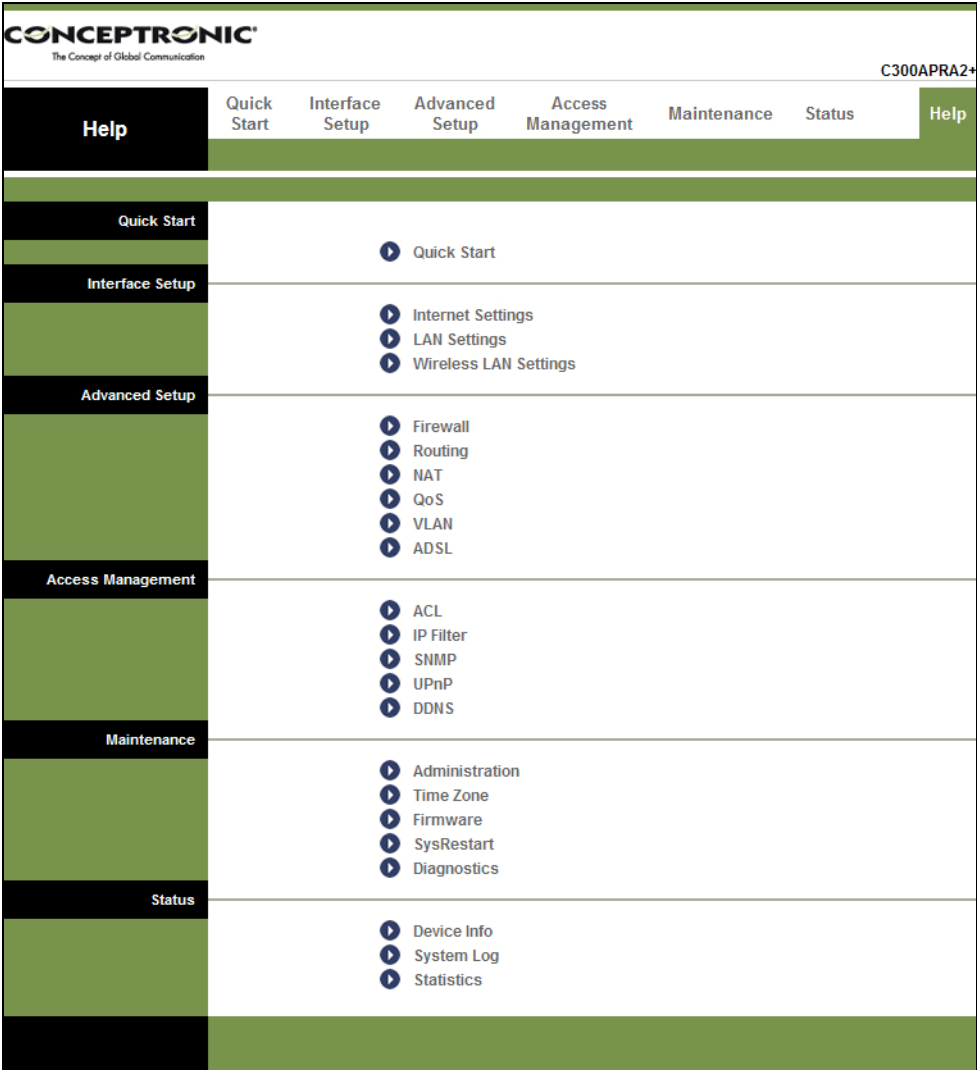 CONCEPTRONIC®
The Concept of Global Communication
C300APRA2+
Help
Quick Start
Interface Setup
Advanced Setup
Access Management
Maintenance
Status
Help
Quick Start
Quick Start
Interface Setup
Internet Settings
LAN Settings
Wireless LAN Settings
Advanced Setup
Firewall
Routing
NAT
QoS
VLAN
ADSL
Access Management
ACL
IP Filter
SNMP
UPnP
DDNS
Maintenance
Administration
Time Zone
Firmware
SysRestart
Diagnostics
Status
Device Info
System Log
Statistics